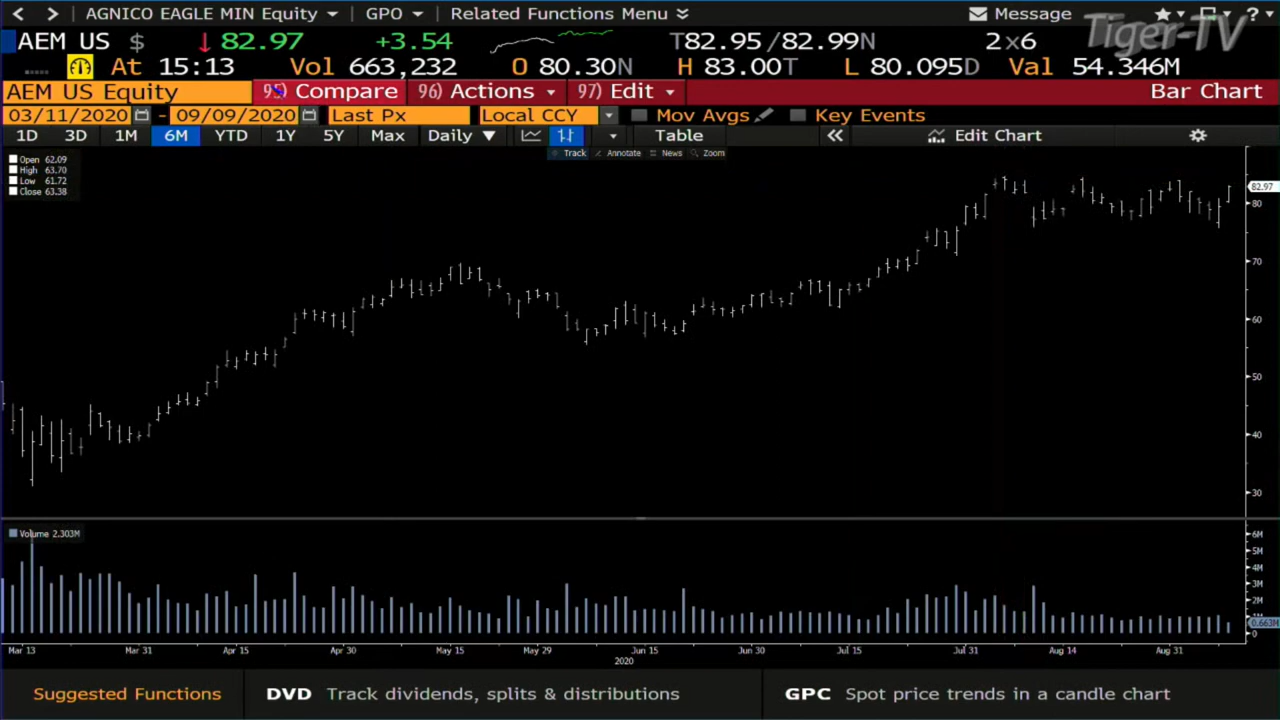 AGNICO EAGLE MIN Equity GPO Related Functions Menu Message ?
Tiger-TV
AEM US $ ↓ 82.97 +3.54 T82.95 /82.99N 2 x 6
At 15:13 Vol 663,232 O 80.30N H 83.00T L 80.095D Val 54.346M
AEM US Equity 95) Compare 96) Actions 97) Edit Bar Chart
03/11/2020 - 09/09/2020 Last Px Local CCY Mov Avgs Key Events
1D 3D 1M 6M YTD 1Y 5Y Max Daily ▼ Table « Edit Chart
Track Annotate News Zoom
Open 62.09
High 63.70
Low 61.72
Close 63.38
82.97
80
70
60
50
40
30
Volume 2.303M
6M
5M
4M
3M
2M
1M
0.663M
0
Mar 13 Mar 31 Apr 15 Apr 30 May 15 May 29 Jun 15 Jun 30 Jul 15 Jul 31 Aug 14 Aug 31
2020
Suggested Functions DVD Track dividends, splits & distributions GPC Spot price trends in a candle chart